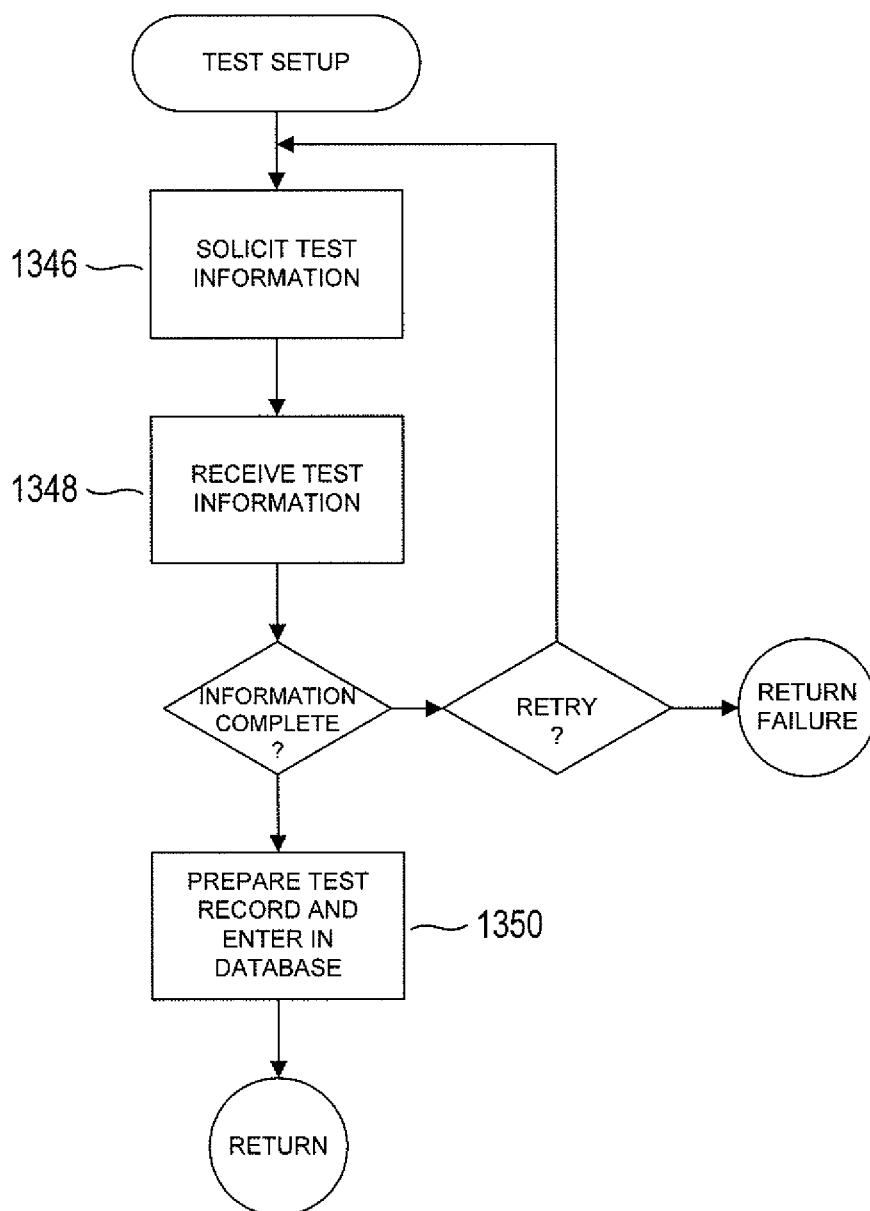 TEST SETUP
1346
SOLICIT TEST
INFORMATION
1348
RECEIVE TEST
INFORMATION
INFORMATION
COMPLETE
?
RETRY
?
RETURN
FAILURE
PREPARE TEST
RECORD AND
ENTER IN
DATABASE
1350
RETURN